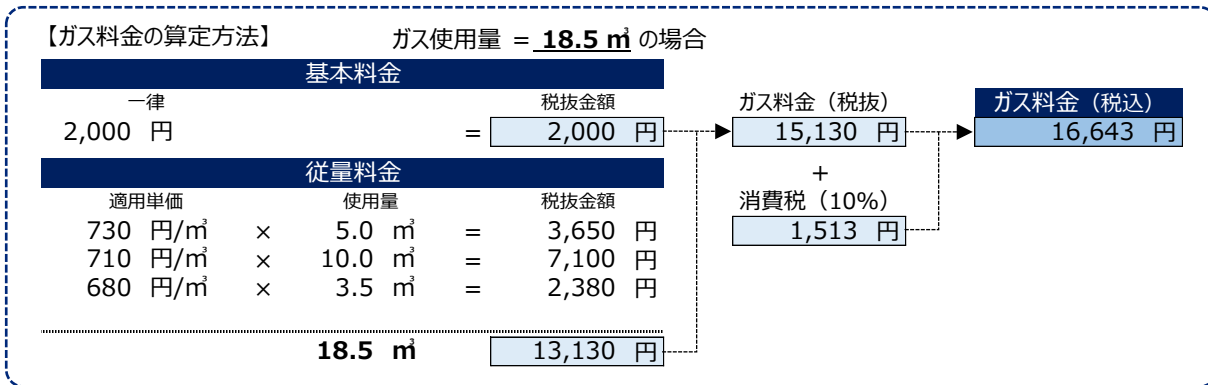 【ガス料金の算定方法】 ガス使用量 = 18.5 ㎥ の場合
基本料金
一律 税抜金額
2,000 円 = 2,000 円
従量料金
適用単価 使用量 税抜金額
730 円/㎥ × 5.0 ㎥ = 3,650 円
710 円/㎥ × 10.0 ㎥ = 7,100 円
680 円/㎥ × 3.5 ㎥ = 2,380 円
18.5 ㎥ 13,130 円
ガス料金（税抜）
15,130 円
+
消費税（10%）
1,513 円
ガス料金（税込）
16,643 円